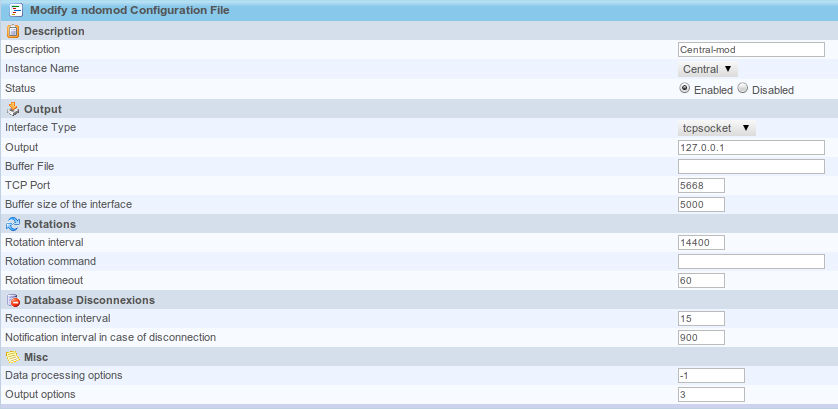 Modify a ndomod Configuration File
Description
Description Central-mod
Instance Name Central
Status Enabled Disabled
Output
Interface Type tcpsocket
Output 127.0.0.1
Buffer File
TCP Port 5668
Buffer size of the interface 5000
Rotations
Rotation interval 14400
Rotation command
Rotation timeout 60
Database Disconnexions
Reconnection interval 15
Notification interval in case of disconnection 900
Misc
Data processing options -1
Output options 3